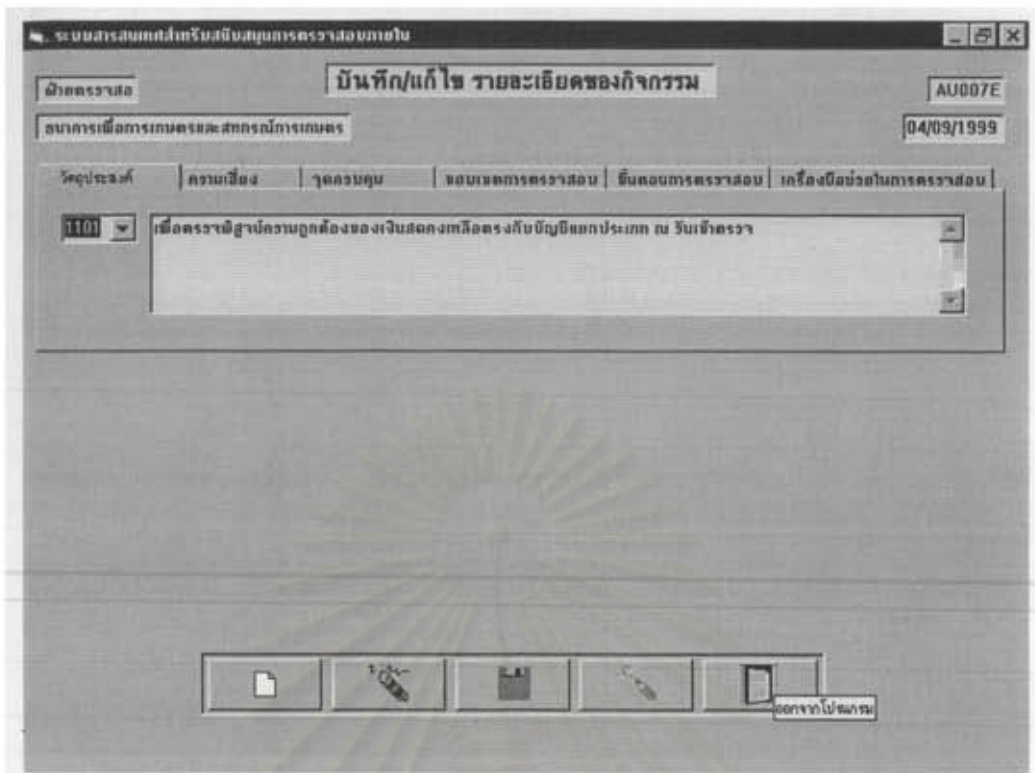 ระบบสารสนเทศสำหรับสนับสนุนการตรวจสอบภายใน
บันทึก/แก้ไข รายละเอียดของกิจกรรม
ฝ่ายตรวจสอ
AU007E
ธนาคารเพื่อการเกษตรและสหกรณ์การเกษตร
04/09/1999
วัตถุประสงค์ ความเสี่ยง จุดควบคุม ขอบเขตการตรวจสอบ ขั้นตอนการตรวจสอบ เครื่องมือช่วยในการตรวจสอบ
1101 เพื่อตรวจพิสูจน์ความถูกต้องของเงินสดคงเหลือตรงกับบัญชีแยกประเภท ณ วันเข้าตรวจ
ออกจากโปรแกรม